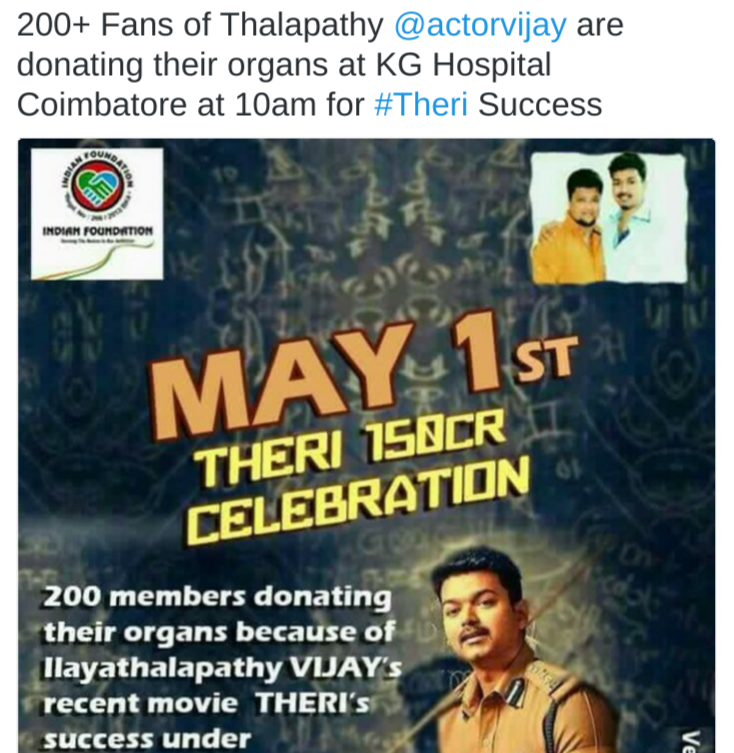 200+ Fans of Thalapathy @actorvijay are
donating their organs at KG Hospital
Coimbatore at 10am for #Theri Success
INDIAN FOUNDATION
INDIAN FOUNDATION
MAY 1ST
THERI 150CR
CELEBRATION
200 members donating
their organs because of
Ilayathalapathy VIJAY's
recent movie THERI's
success under
Ve